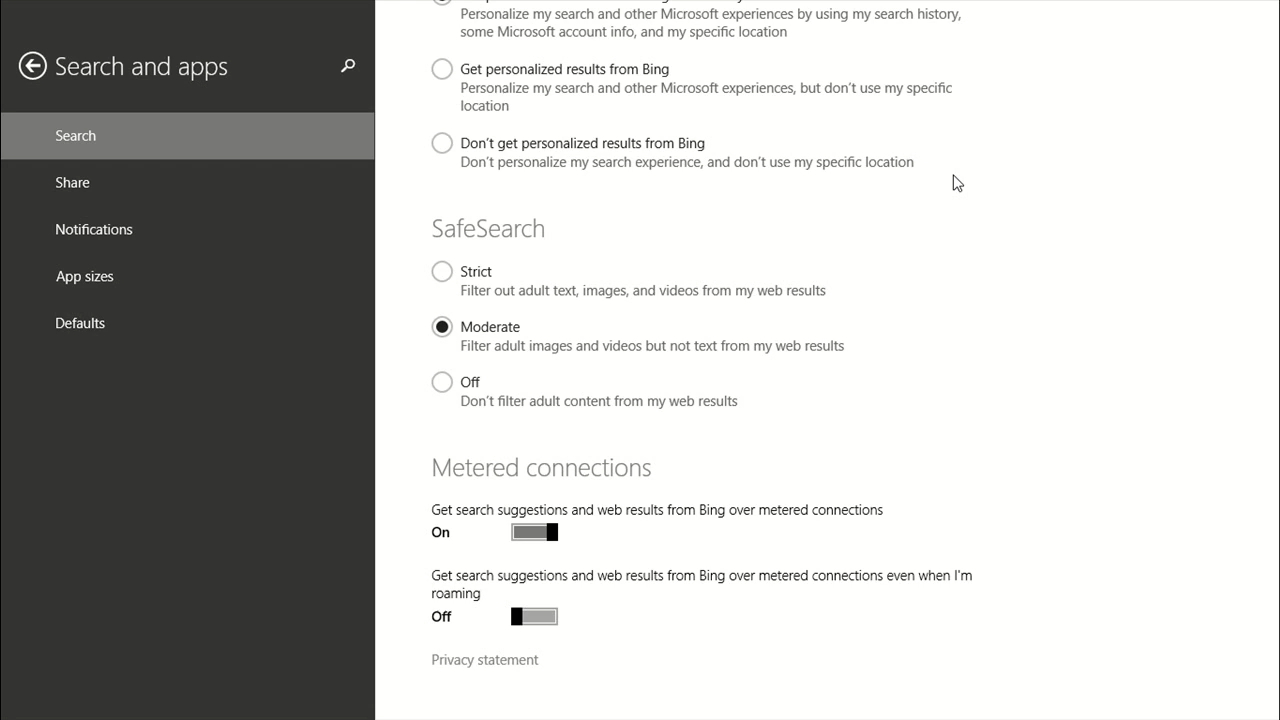 Search and apps
Search
Share
Notifications
App sizes
Defaults
Personalize my search and other Microsoft experiences by using my search history,
some Microsoft account info, and my specific location
Get personalized results from Bing
Personalize my search and other Microsoft experiences, but don't use my specific
location
Don't get personalized results from Bing
Don't personalize my search experience, and don't use my specific location
SafeSearch
Strict
Filter out adult text, images, and videos from my web results
Moderate
Filter adult images and videos but not text from my web results
Off
Don't filter adult content from my web results
Metered connections
Get search suggestions and web results from Bing over metered connections
On
Get search suggestions and web results from Bing over metered connections even when I'm
roaming
Off
Privacy statement